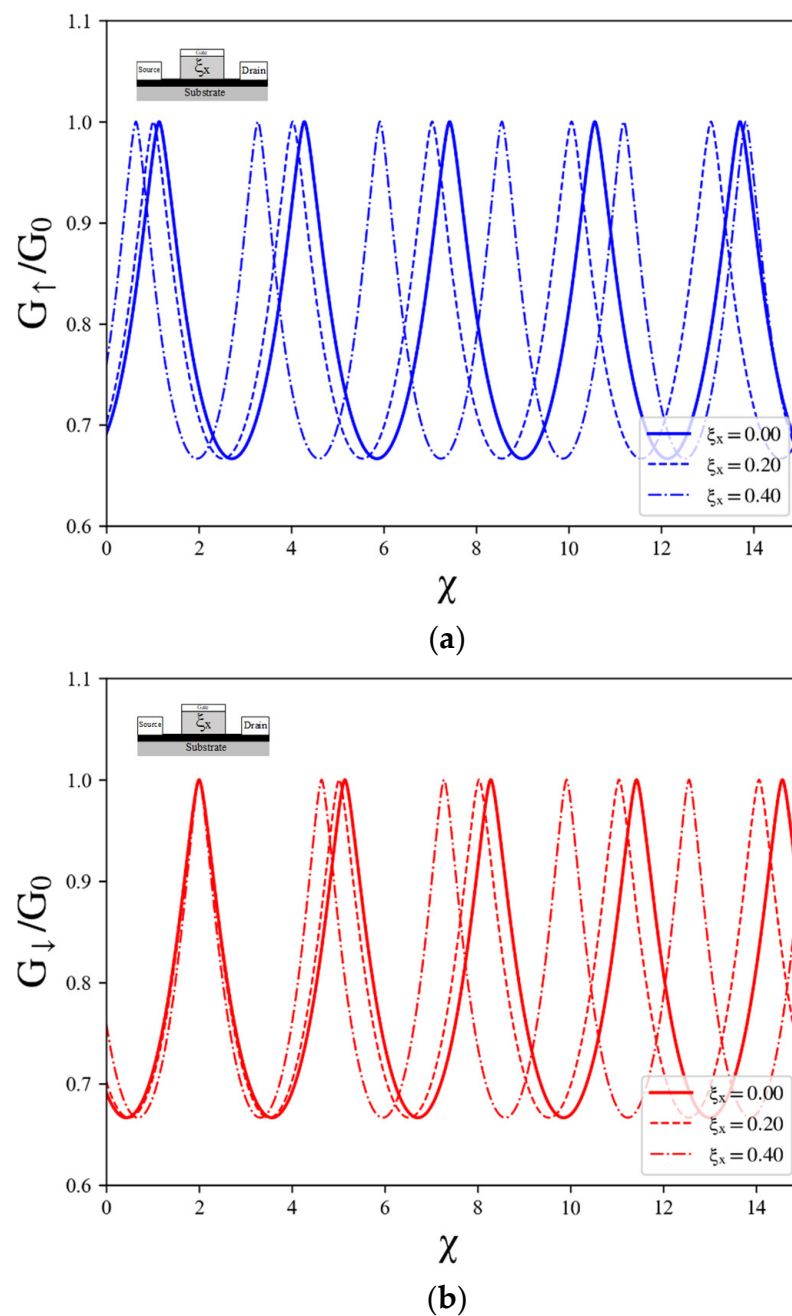 1.1
1.0
0.9
0.8
0.7
0.6
G↑/G₀
Gate
Source
ξx
Drain
Substrate
ξx = 0.00
ξx = 0.20
ξx = 0.40
0 2 4 6 8 10 12 14
χ
(a)
1.1
1.0
0.9
0.8
0.7
0.6
G↓/G₀
Gate
Source
ξx
Drain
Substrate
ξx = 0.00
ξx = 0.20
ξx = 0.40
0 2 4 6 8 10 12 14
χ
(b)